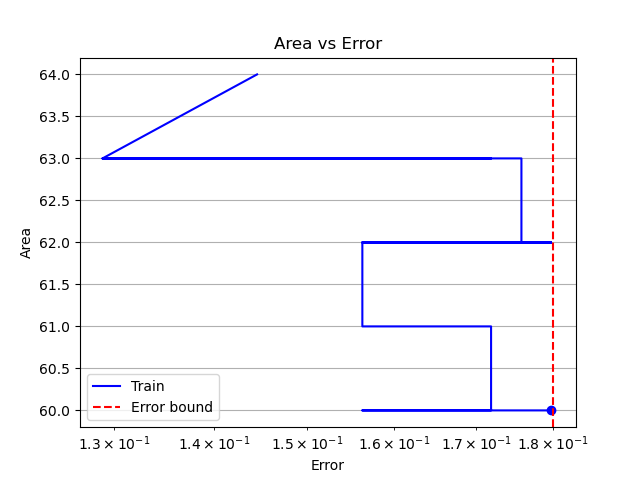 Area vs Error
Area
64.0
63.5
63.0
62.5
62.0
61.5
61.0
60.5
60.0
Train
Error bound
1.3 × 10⁻¹ 1.4 × 10⁻¹ 1.5 × 10⁻¹ 1.6 × 10⁻¹ 1.7 × 10⁻¹ 1.8 × 10⁻¹
Error